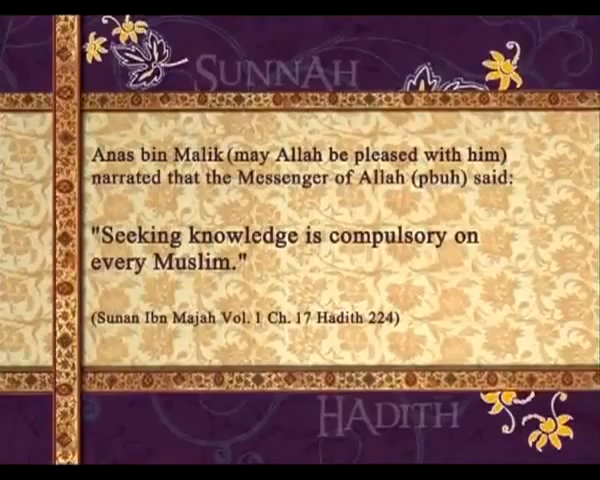 SUNNAH
Anas bin Malik (may Allah be pleased with him)
narrated that the Messenger of Allah (pbuh) said:
"Seeking knowledge is compulsory on
every Muslim."
(Sunan Ibn Majah Vol. 1 Ch. 17 Hadith 224)
HADITH